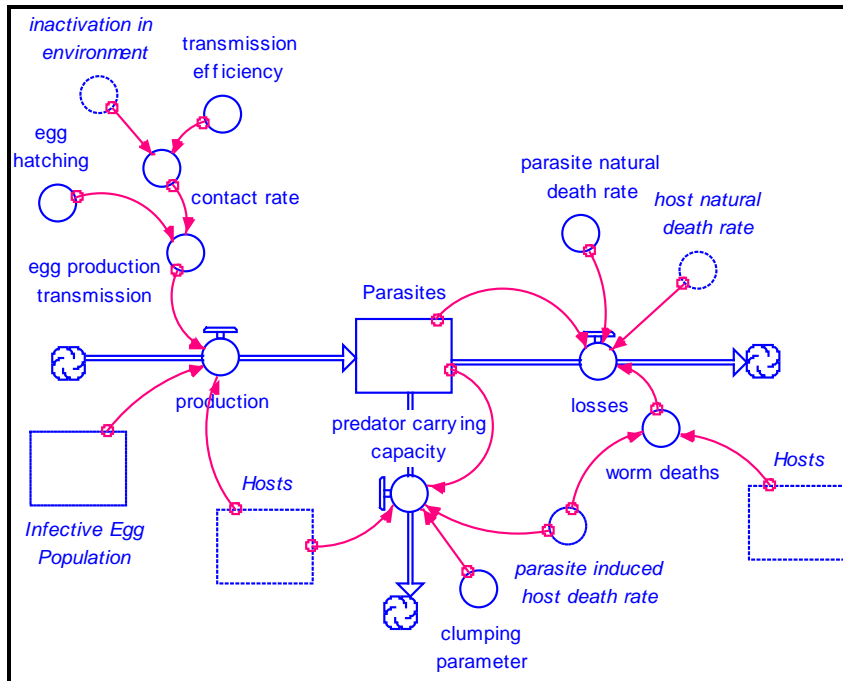 inactivation in
environment
transmission
efficiency
egg
hatching
contact rate
egg production
transmission
parasite natural
death rate
host natural
death rate
Parasites
production
losses
predator carrying
capacity
worm deaths
Hosts
Hosts
Infective Egg
Population
parasite induced
host death rate
clumping
parameter